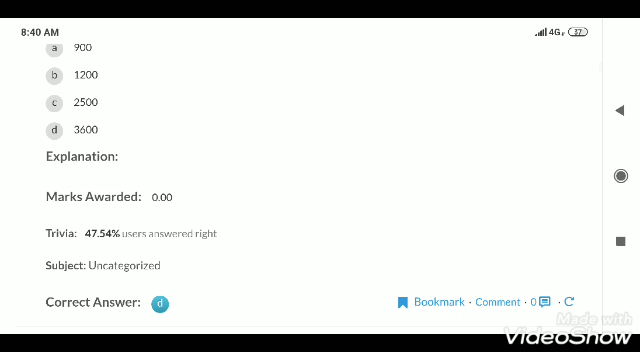 8:40 AM 4G 37
a 900
b 1200
c 2500
d 3600
Explanation:
Marks Awarded: 0.00
Trivia: 47.54% users answered right
Subject: Uncategorized
Correct Answer: d Bookmark · Comment · 0 ·
Made with
VideoShow